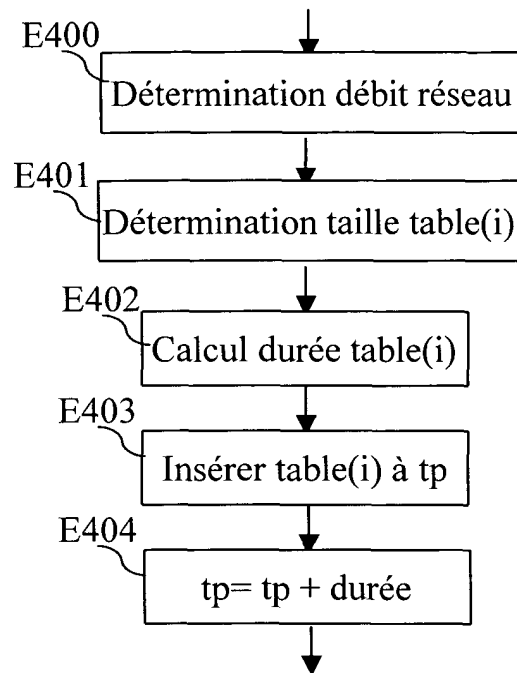 E400
Détermination débit réseau
E401
Détermination taille table(i)
E402
Calcul durée table(i)
E403
Insérer table(i) à tp
E404
tp= tp + durée